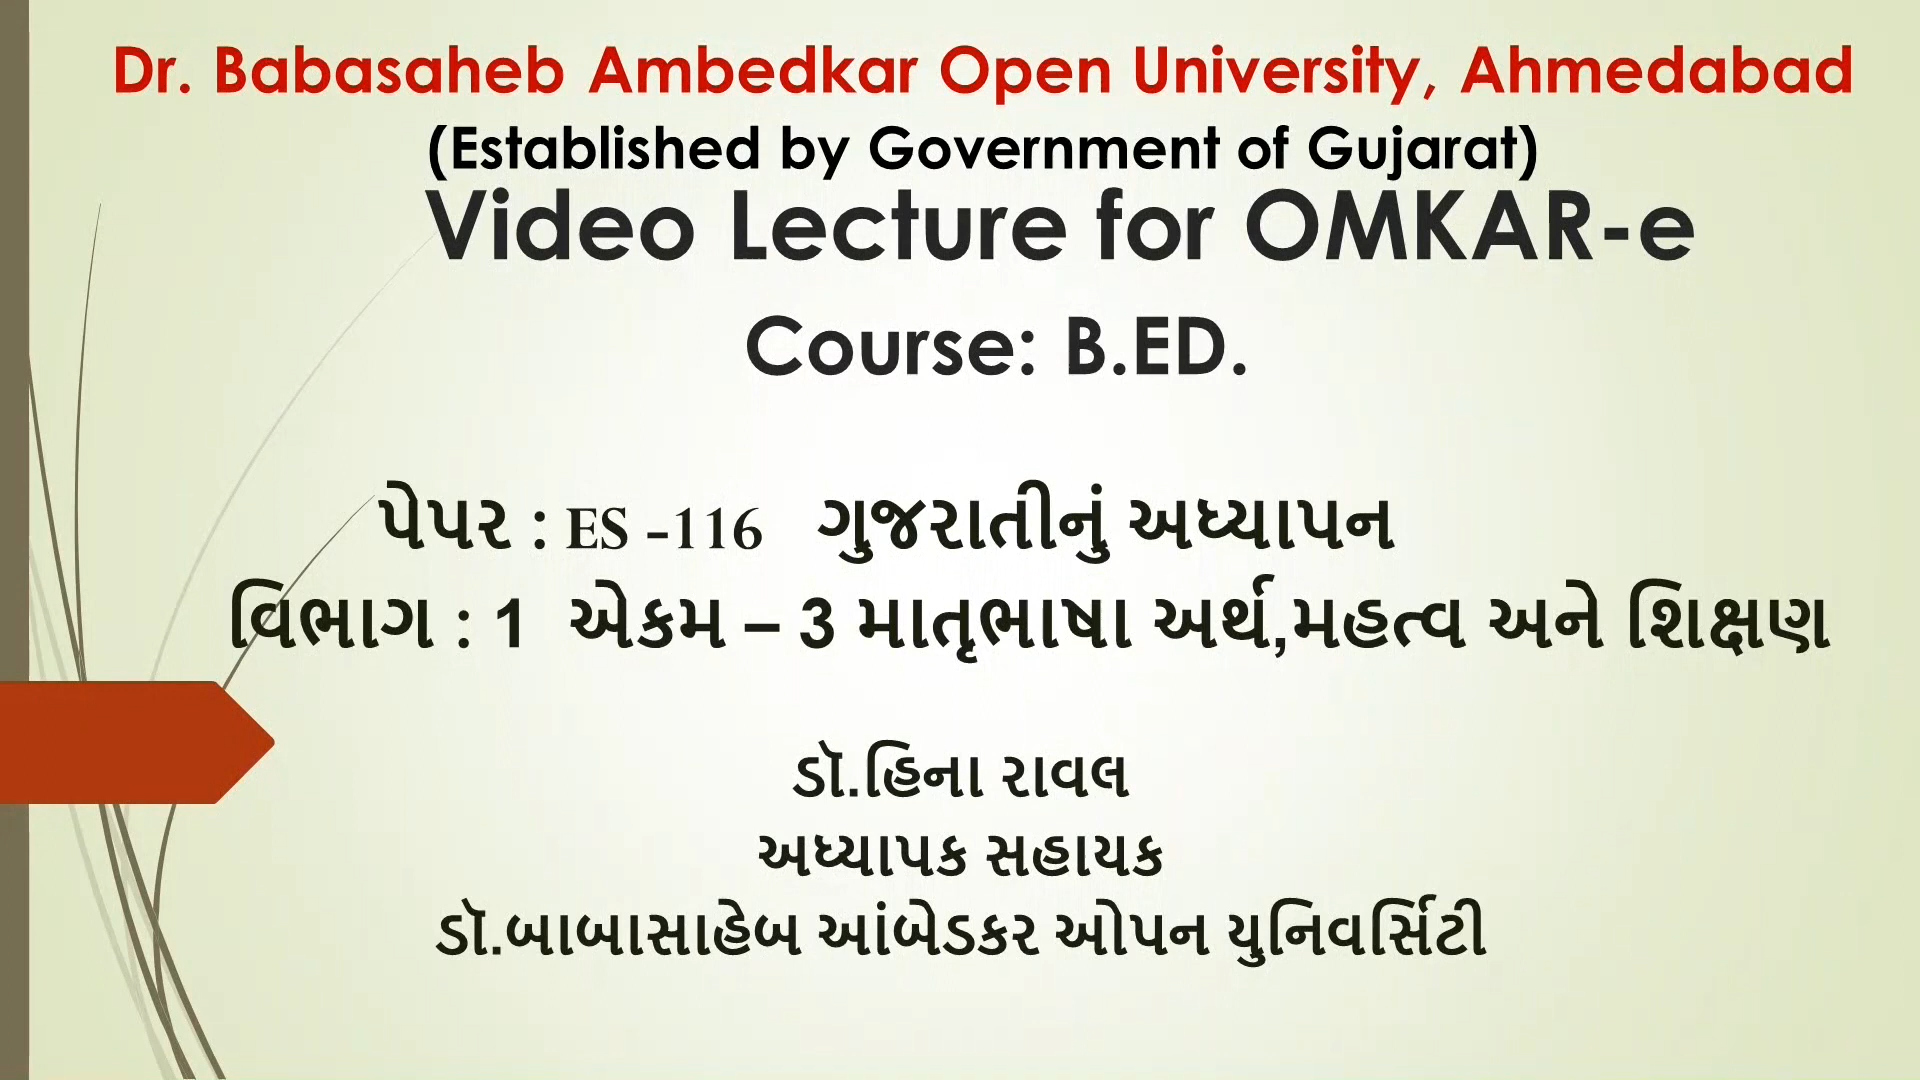 Dr. Babasaheb Ambedkar Open University, Ahmedabad
(Established by Government of Gujarat)
Video Lecture for OMKAR-e
Course: B.ED.
પેપર : ES -116 ગુજરાતીનું અધ્યાપન
વિભાગ : 1 એકમ – 3 માતૃભાષા અર્થ,મહત્વ અને શિક્ષણ
ડૉ.હિના રાવલ
અધ્યાપક સહાયક
ડૉ.બાબાસાહેબ આંબેડકર ઓપન યુનિવર્સિટી